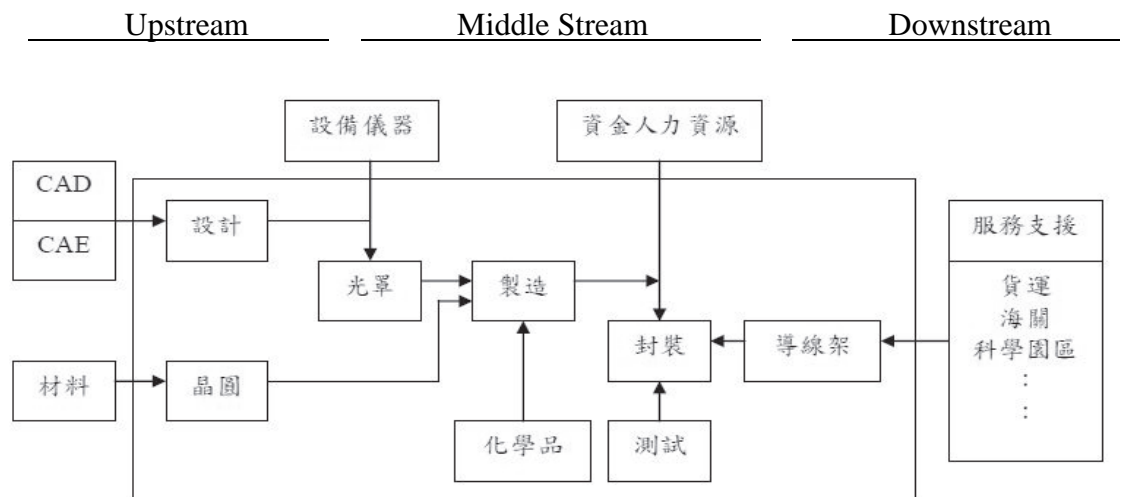 Upstream
Middle Stream
Downstream
設備儀器
資金人力資源
CAD
CAE
設計
服務支援
光罩
製造
貨運
海關
科學園區
：
：
封裝
導線架
材料
晶圓
化學品
測試